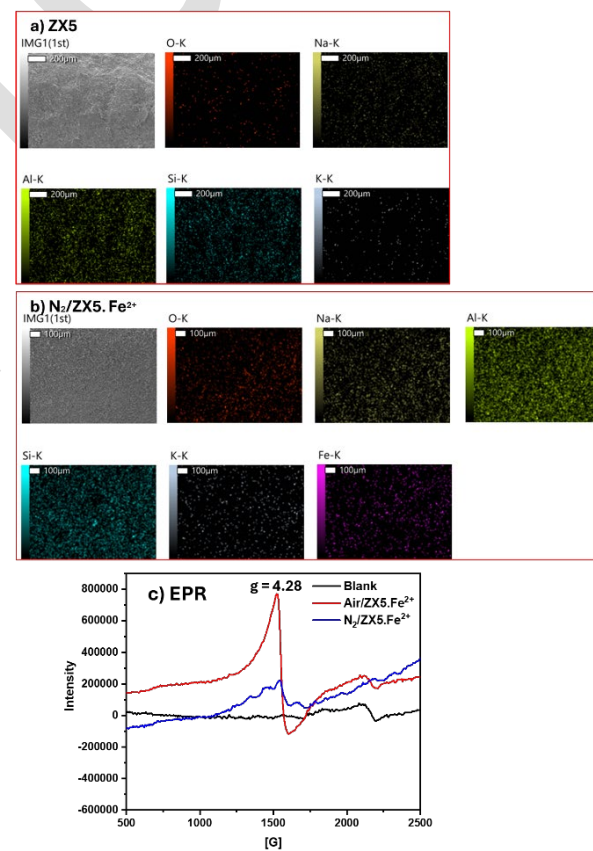 a) ZX5
IMG1(1st) O-K Na-K
200µm 200µm 200µm
Al-K Si-K K-K
200µm 200µm 200µm
b) N₂/ZX5. Fe²⁺
IMG1(1st) O-K Na-K Al-K
100µm 100µm 100µm 100µm
Si-K K-K Fe-K
100µm 100µm 100µm
c) EPR
g = 4.28
Blank
Air/ZX5.Fe²⁺
N₂/ZX5.Fe²⁺
Intensity
800000
600000
400000
200000
0
-200000
-400000
-600000
500 1000 1500 2000 2500
[G]